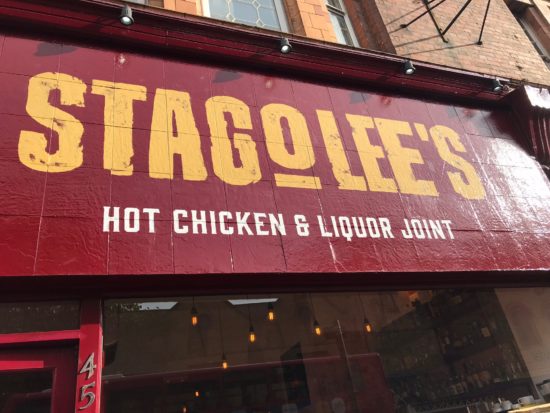 STAGOLEE'S
HOT CHICKEN & LIQUOR JOINT
45